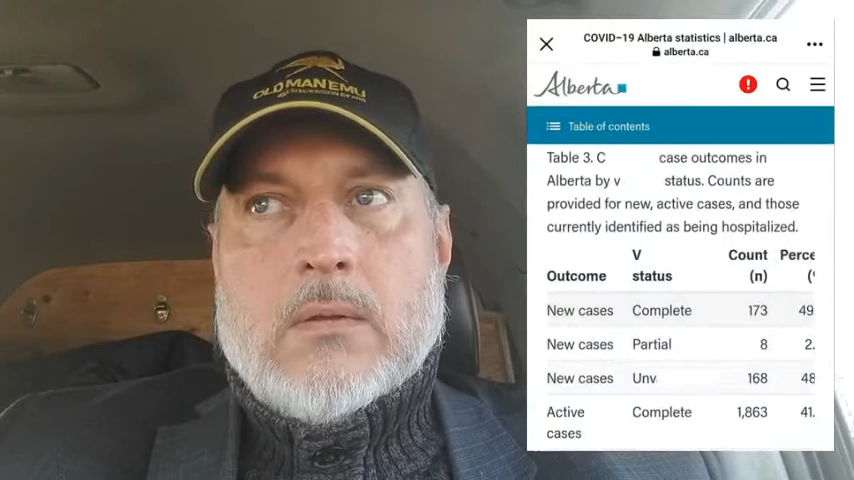 OLD MAN EMU
COVID-19 Alberta statistics | alberta.ca
alberta.ca
Alberta
Table of contents
Table 3. C case outcomes in
Alberta by v status. Counts are
provided for new, active cases, and those
currently identified as being hospitalized.
V Count Perce
Outcome status (n) (
New cases Complete 173 49.
New cases Partial 8 2.
New cases Unv 168 48
Active Complete 1,863 41.
cases